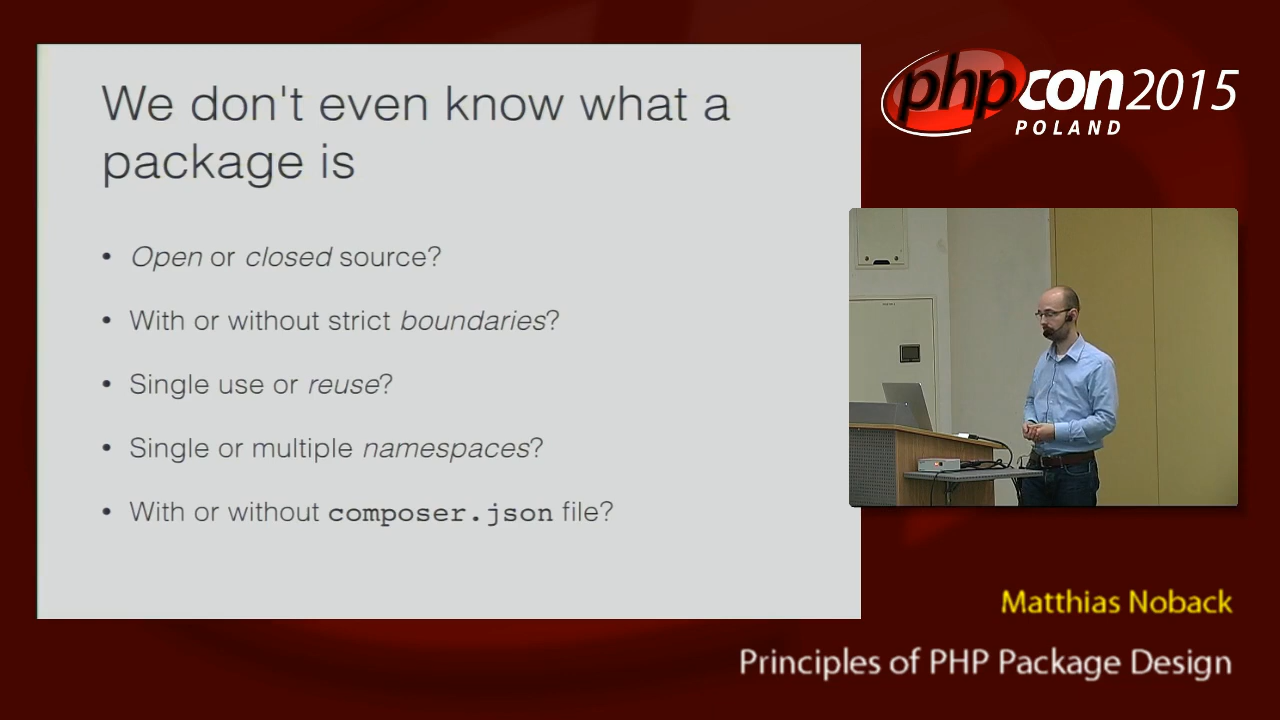 We don't even know what a
package is
• Open or closed source?
• With or without strict boundaries?
• Single use or reuse?
• Single or multiple namespaces?
• With or without composer.json file?
phpcon2015
POLAND
Matthias Noback
Principles of PHP Package Design